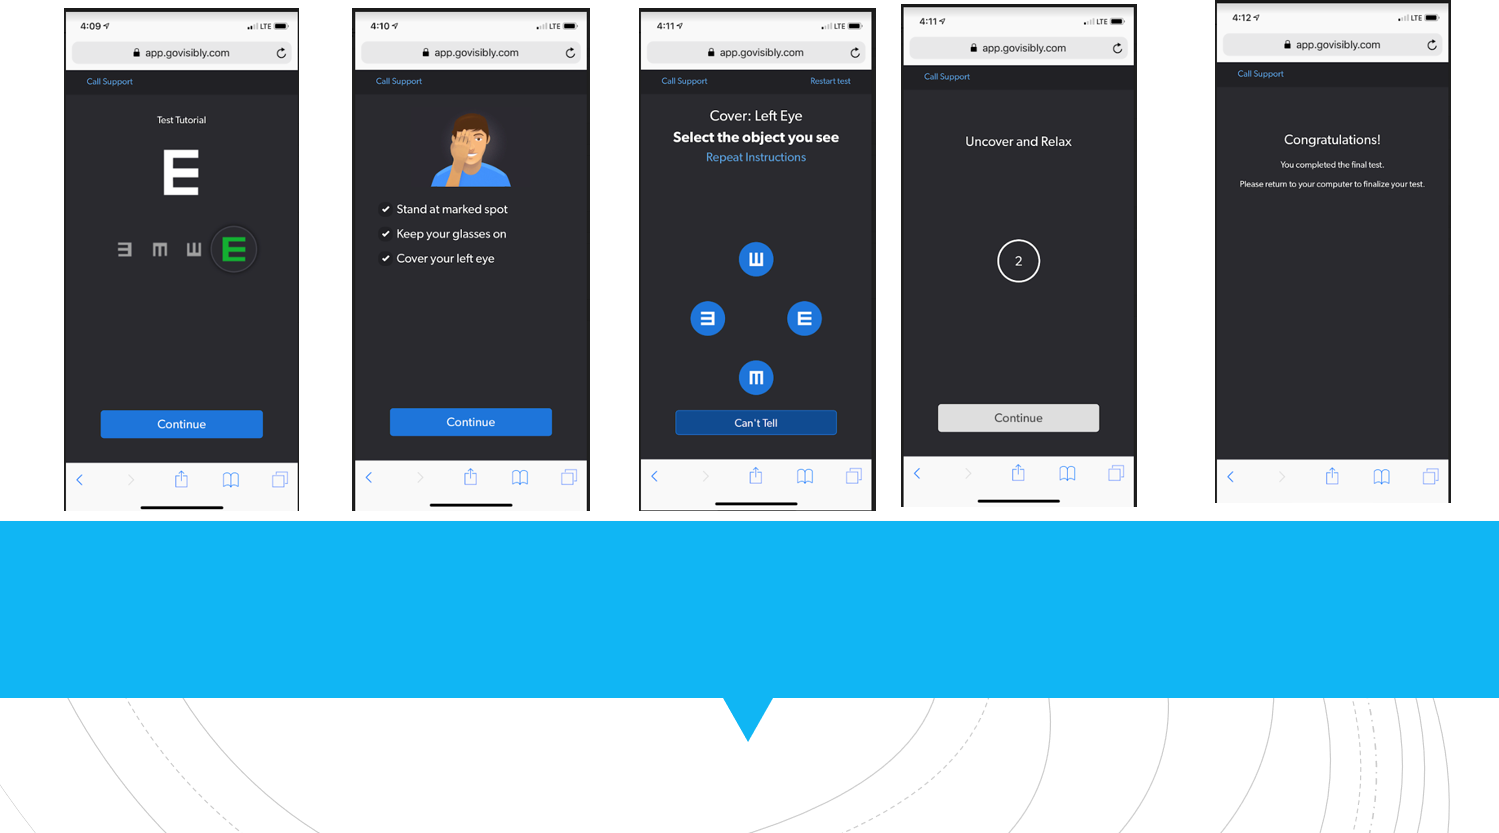 4:09
LTE
app.govisibly.com
Call Support
Test Tutorial
E
E E E E
Continue
4:10
LTE
app.govisibly.com
Call Support
Stand at marked spot
Keep your glasses on
Cover your left eye
Continue
4:11
LTE
app.govisibly.com
Call Support Restart test
Cover: Left Eye
Select the object you see
Repeat Instructions
E
E E
E
Can't Tell
4:11
LTE
app.govisibly.com
Call Support
Uncover and Relax
2
Continue
4:12
LTE
app.govisibly.com
Call Support
Congratulations!
You completed the final test.
Please return to your computer to finalize your test.